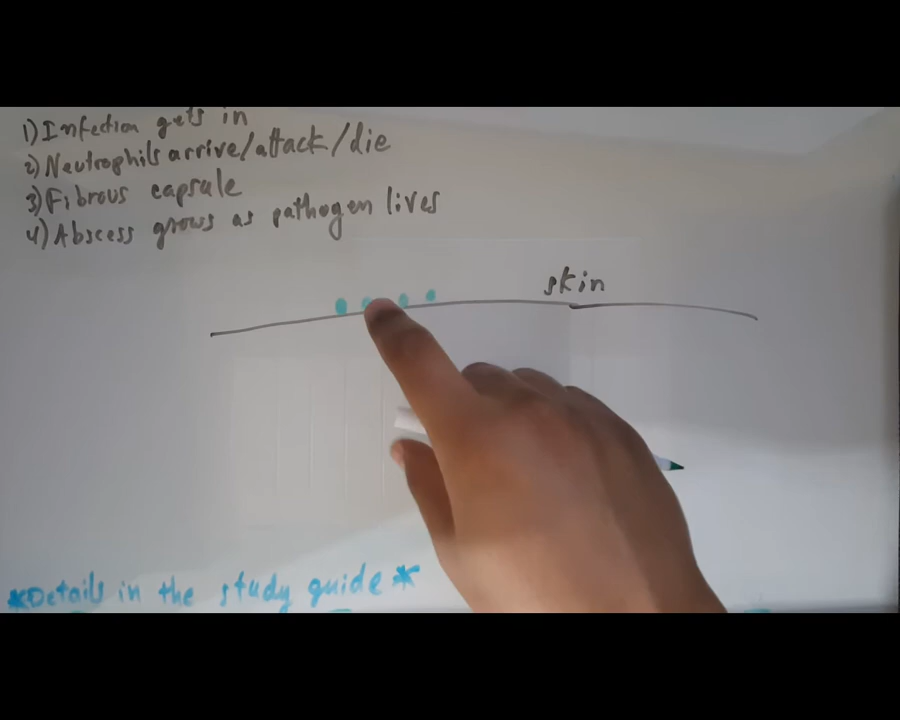 1) Infection gets in
2) Neutrophils arrive/attack/die
3) Fibrous capsule
4) Abscess grows as pathogen lives
skin
*Details in the study guide*